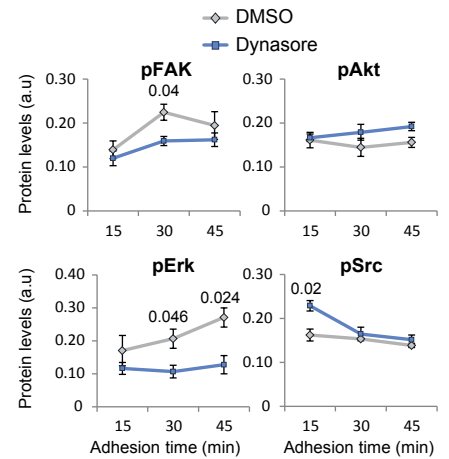 DMSO
Dynasore
pFAK
pAkt
Protein levels (a.u)
0.30
0.20
0.10
0
0.04
15 30 45
0.30
0.20
0.10
0
15 30 45
pErk
pSrc
Protein levels (a.u)
0.40
0.30
0.20
0.10
0
0.046
0.024
15 30 45
Adhesion time (min)
0.30
0.20
0.10
0
0.02
15 30 45
Adhesion time (min)